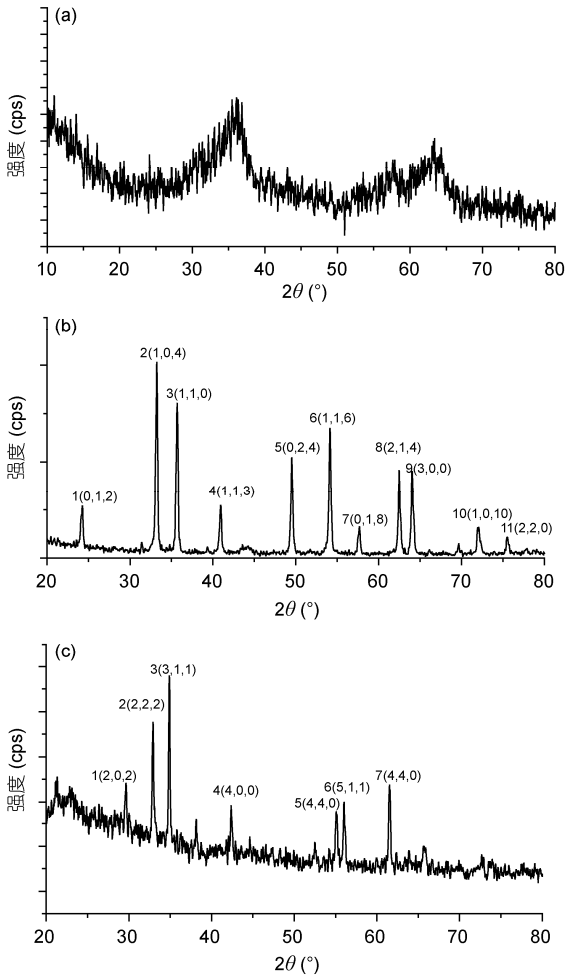 (a)
强度 (cps)
10 20 30 40 50 60 70 80
2θ (°)
(b)
2(1,0,4)
3(1,1,0)
6(1,1,6)
5(0,2,4)
8(2,1,4)
9(3,0,0)
1(0,1,2)
4(1,1,3)
7(0,1,8)
10(1,0,10)
11(2,2,0)
强度 (cps)
20 30 40 50 60 70 80
2θ (°)
(c)
3(3,1,1)
2(2,2,2)
1(2,0,2)
4(4,0,0)
5(4,4,0)
6(5,1,1)
7(4,4,0)
强度 (cps)
20 30 40 50 60 70 80
2θ (°)